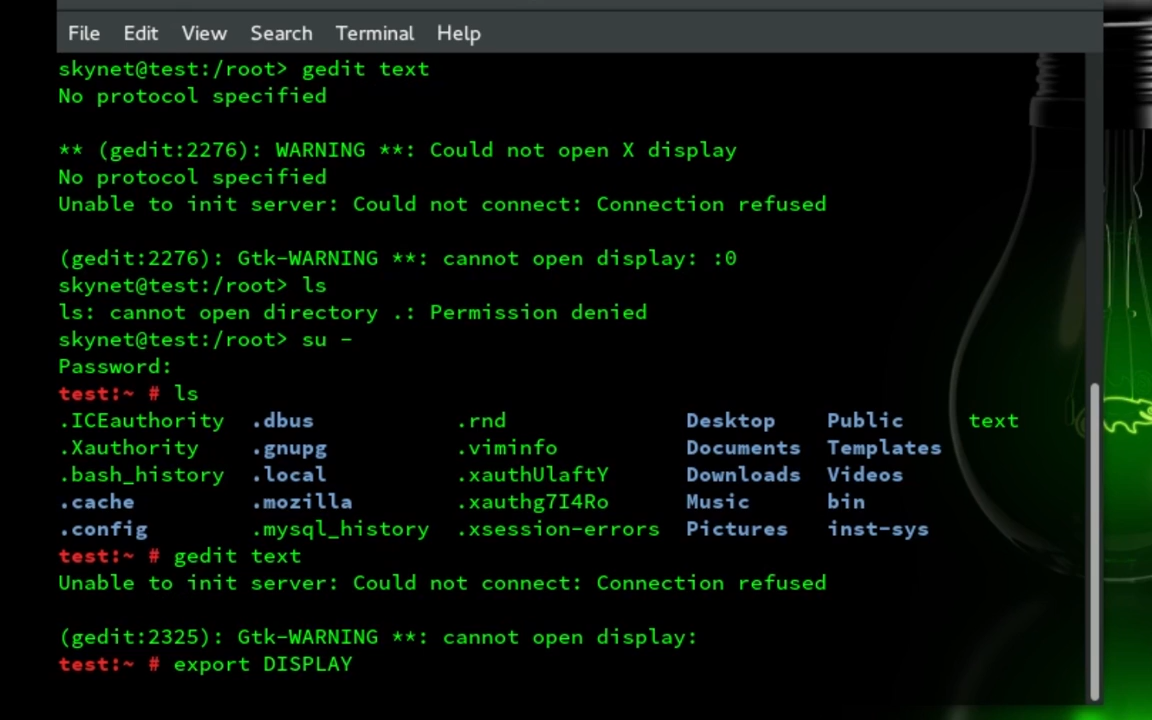 File Edit View Search Terminal Help
skynet@test:/root> gedit text
No protocol specified
** (gedit:2276): WARNING **: Could not open X display
No protocol specified
Unable to init server: Could not connect: Connection refused
(gedit:2276): Gtk-WARNING **: cannot open display: :0
skynet@test:/root> ls
ls: cannot open directory .: Permission denied
skynet@test:/root> su -
Password:
test:~ # ls
.ICEauthority .dbus .rnd Desktop Public text
.Xauthority .gnupg .viminfo Documents Templates
.bash_history .local .xauthUlaftY Downloads Videos
.cache .mozilla .xauthg7I4Ro Music bin
.config .mysql_history .xsession-errors Pictures inst-sys
test:~ # gedit text
Unable to init server: Could not connect: Connection refused
(gedit:2325): Gtk-WARNING **: cannot open display:
test:~ # export DISPLAY